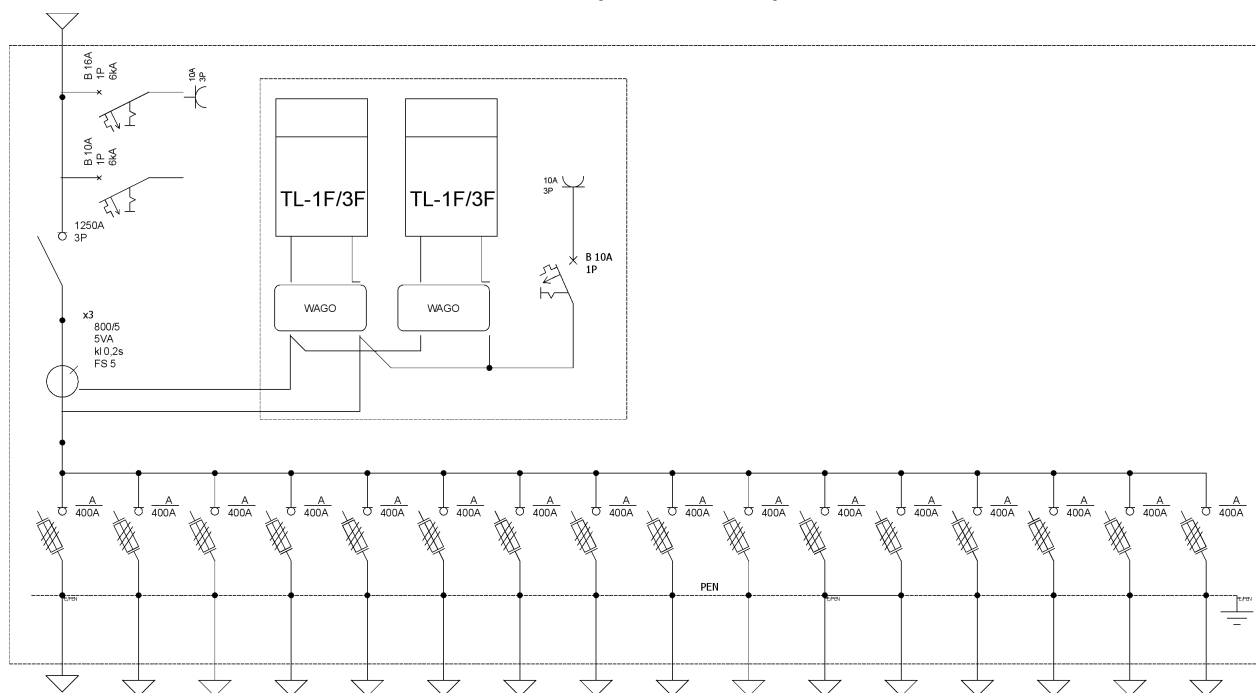 B 16A
1P
6kA
10A
3P
B 10A
1P
6kA
1250A
3P
x3
800/5
5VA
kl 0,2s
FS 5
TL-1F/3F
TL-1F/3F
WAGO
WAGO
10A
3P
B 10A
1P
A
400A
A
400A
A
400A
A
400A
A
400A
A
400A
A
400A
A
400A
A
400A
A
400A
A
400A
A
400A
A
400A
A
400A
A
400A
A
400A
PEN